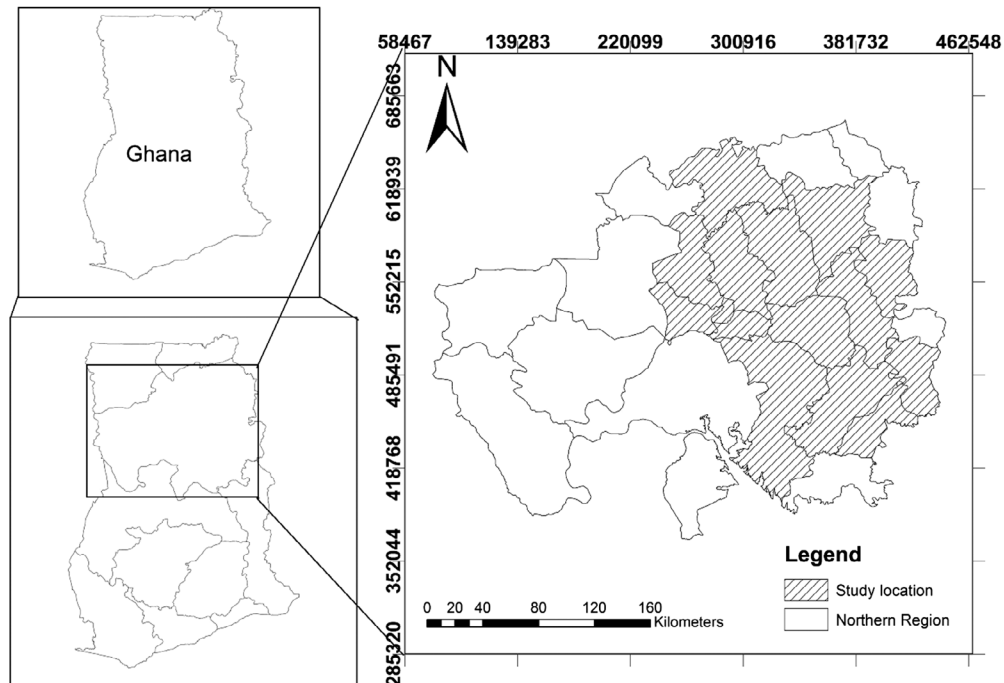 Ghana
58467 139283 220099 300916 381732 462548
N
685663
618939
552215
485491
418768
352044
285320
Legend
Study location
Northern Region
0 20 40 80 120 160
Kilometers